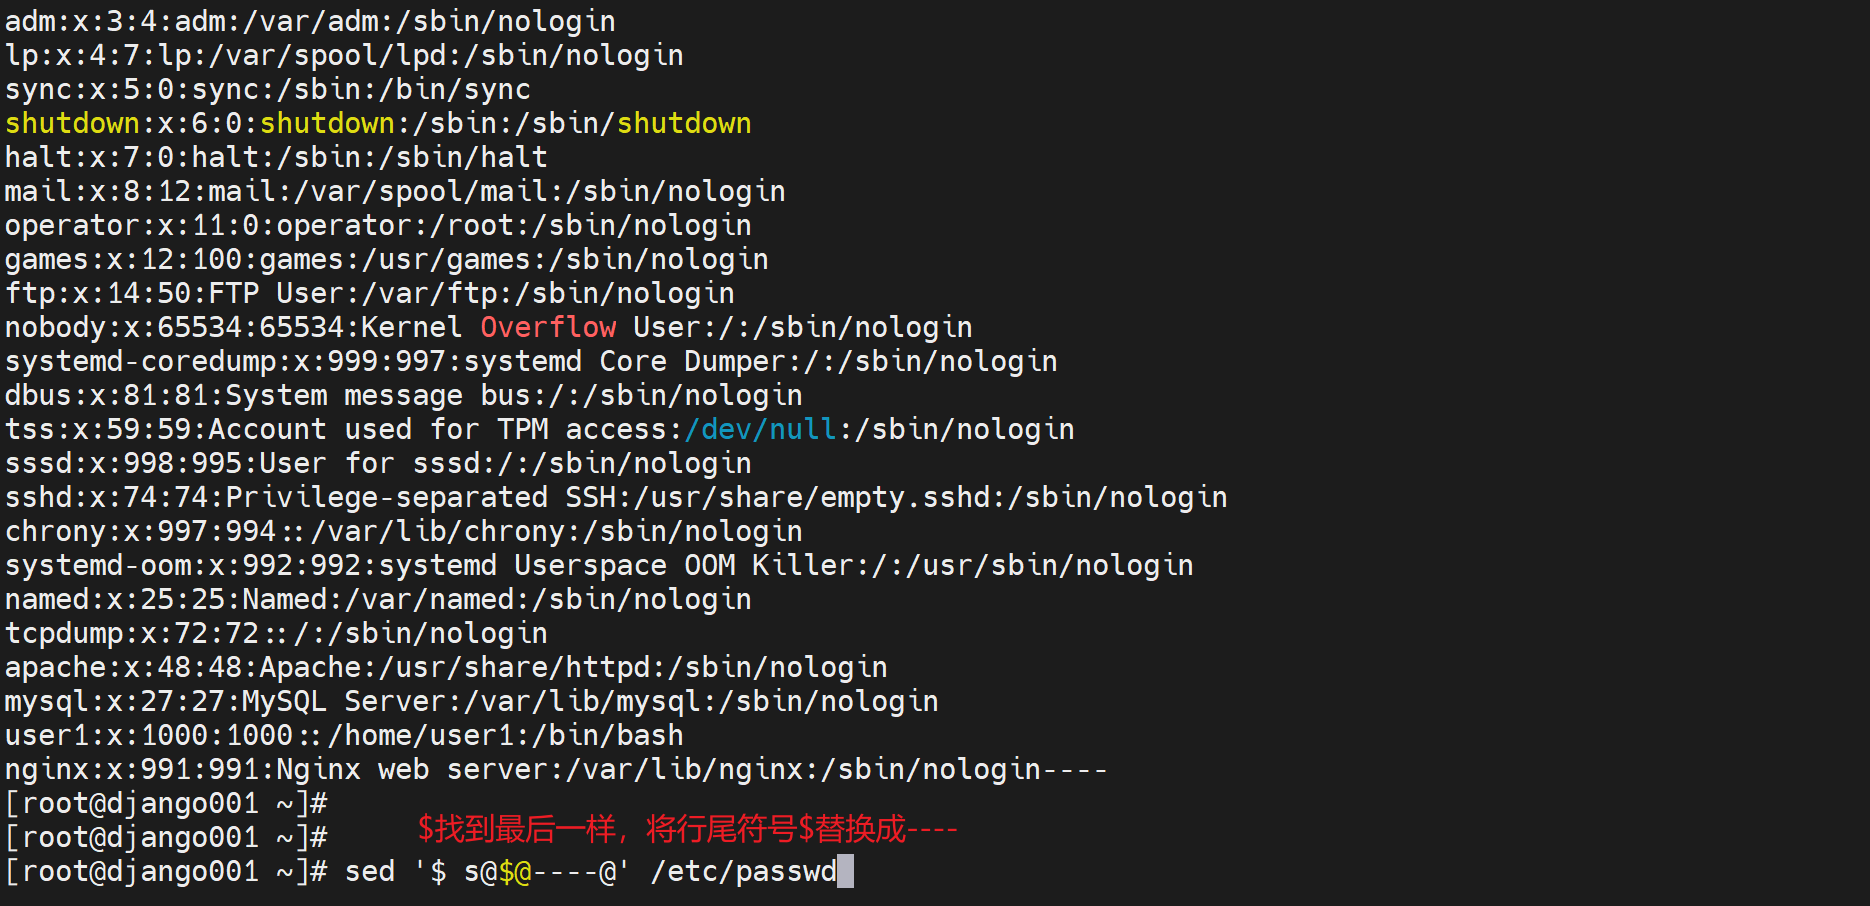 adm:x:3:4:adm:/var/adm:/sbin/nologin
lp:x:4:7:lp:/var/spool/lpd:/sbin/nologin
sync:x:5:0:sync:/sbin:/bin/sync
shutdown:x:6:0:shutdown:/sbin:/sbin/shutdown
halt:x:7:0:halt:/sbin:/sbin/halt
mail:x:8:12:mail:/var/spool/mail:/sbin/nologin
operator:x:11:0:operator:/root:/sbin/nologin
games:x:12:100:games:/usr/games:/sbin/nologin
ftp:x:14:50:FTP User:/var/ftp:/sbin/nologin
nobody:x:65534:65534:Kernel Overflow User:/:/sbin/nologin
systemd-coredump:x:999:997:systemd Core Dumper:/:/sbin/nologin
dbus:x:81:81:System message bus:/:/sbin/nologin
tss:x:59:59:Account used for TPM access:/dev/null:/sbin/nologin
sssd:x:998:995:User for sssd:/:/sbin/nologin
sshd:x:74:74:Privilege-separated SSH:/usr/share/empty.sshd:/sbin/nologin
chrony:x:997:994::/var/lib/chrony:/sbin/nologin
systemd-oom:x:992:992:systemd Userspace OOM Killer:/:/usr/sbin/nologin
named:x:25:25:Named:/var/named:/sbin/nologin
tcpdump:x:72:72::/:/sbin/nologin
apache:x:48:48:Apache:/usr/share/httpd:/sbin/nologin
mysql:x:27:27:MySQL Server:/var/lib/mysql:/sbin/nologin
user1:x:1000:1000::/home/user1:/bin/bash
nginx:x:991:991:Nginx web server:/var/lib/nginx:/sbin/nologin----
[root@django001 ~]#
[root@django001 ~]#
$找到最后一样，将行尾符号$替换成----
[root@django001 ~]# sed '$ s@$@----@' /etc/passwd